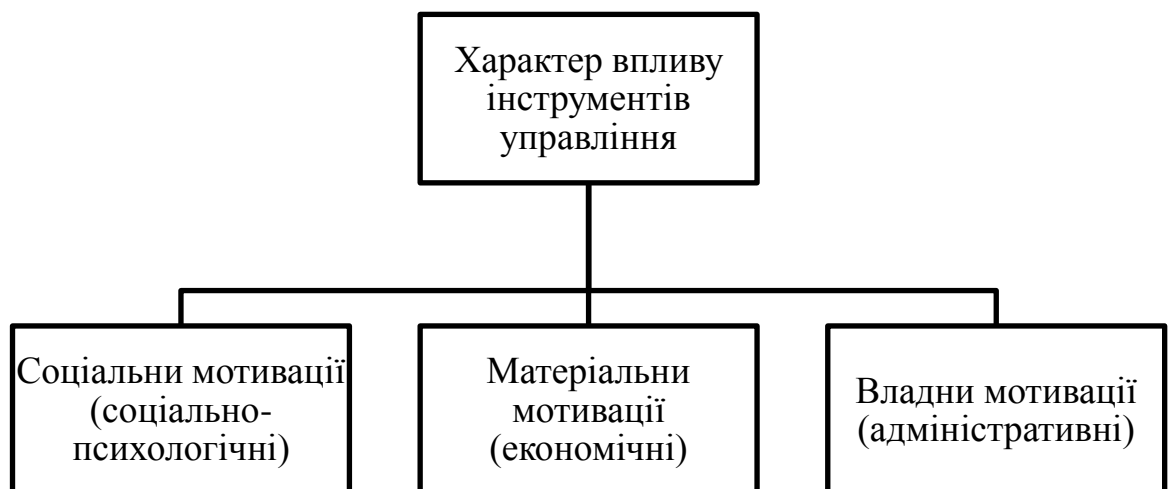 Характер впливу
інструментів
управління
Соціальни мотивації
(соціально-
психологічні)
Матеріальни
мотивації
(економічні)
Владни мотивації
(адміністративні)